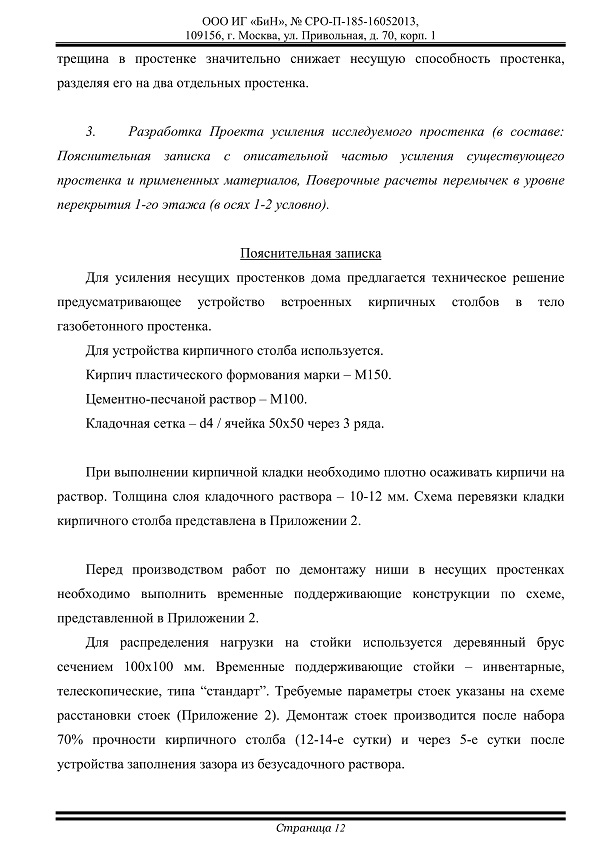 ООО ИГ «БиН», № СРО-П-185-16052013,
109156, г. Москва, ул. Привольная, д. 70, корп. 1
трещина в простенке значительно снижает несущую способность простенка,
разделяя его на два отдельных простенка.
3. Разработка Проекта усиления исследуемого простенка (в составе:
Пояснительная записка с описательной частью усиления существующего
простенка и примененных материалов, Поверочные расчеты перемычек в уровне
перекрытия 1-го этажа (в осях 1-2 условно).
Пояснительная записка
Для усиления несущих простенков дома предлагается техническое решение
предусматривающее устройство встроенных кирпичных столбов в тело
газобетонного простенка.
Для устройства кирпичного столба используется.
Кирпич пластического формования марки – М150.
Цементно-песчаной раствор – М100.
Кладочная сетка – d4 / ячейка 50х50 через 3 ряда.
При выполнении кирпичной кладки необходимо плотно осаживать кирпичи на
раствор. Толщина слоя кладочного раствора – 10-12 мм. Схема перевязки кладки
кирпичного столба представлена в Приложении 2.
Перед производством работ по демонтажу ниши в несущих простенках
необходимо выполнить временные поддерживающие конструкции по схеме,
представленной в Приложении 2.
Для распределения нагрузки на стойки используется деревянный брус
сечением 100х100 мм. Временные поддерживающие стойки – инвентарные,
телескопические, типа “стандарт”. Требуемые параметры стоек указаны на схеме
расстановки стоек (Приложение 2). Демонтаж стоек производится после набора
70% прочности кирпичного столба (12-14-е сутки) и через 5-е сутки после
устройства заполнения зазора из безусадочного раствора.
Страница 12